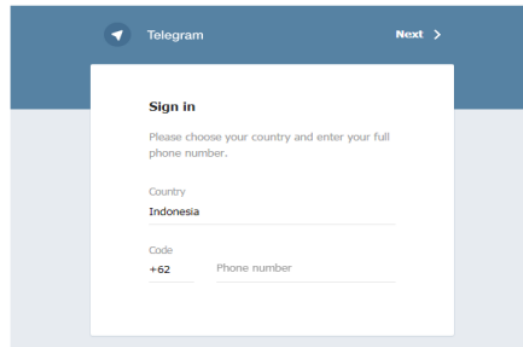 Telegram
Next
Sign in
Please choose your country and enter your full
phone number.
Country
Indonesia
Code
+62
Phone number